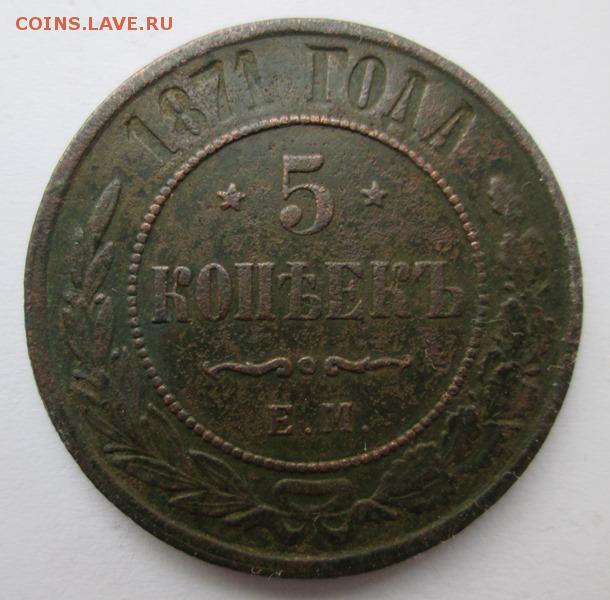 COINS.LAVE.RU
1871 ГОДА
5
КОПѢЕКЪ
Е.М.